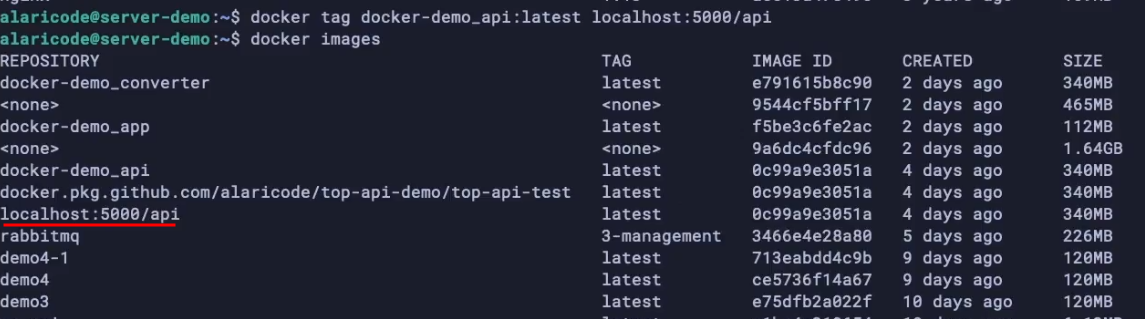 alaricode@server-demo:~$ docker tag docker-demo_api:latest localhost:5000/api
alaricode@server-demo:~$ docker images
REPOSITORY TAG IMAGE ID CREATED SIZE
docker-demo_converter latest e791615b8c90 2 days ago 340MB
<none> <none> 9544cf5bff17 2 days ago 465MB
docker-demo_app latest f5be3c6fe2ac 2 days ago 112MB
<none> <none> 9a6dc4cfdc96 2 days ago 1.64GB
docker-demo_api latest 0c99a9e3051a 4 days ago 340MB
docker.pkg.github.com/alaricode/top-api-demo/top-api-test latest 0c99a9e3051a 4 days ago 340MB
localhost:5000/api latest 0c99a9e3051a 4 days ago 340MB
rabbitmq 3-management 3466e4e28a80 5 days ago 226MB
demo4-1 latest 713eabdd4c9b 9 days ago 120MB
demo4 latest ce5736f14a67 9 days ago 120MB
demo3 latest e75dfb2a022f 10 days ago 120MB